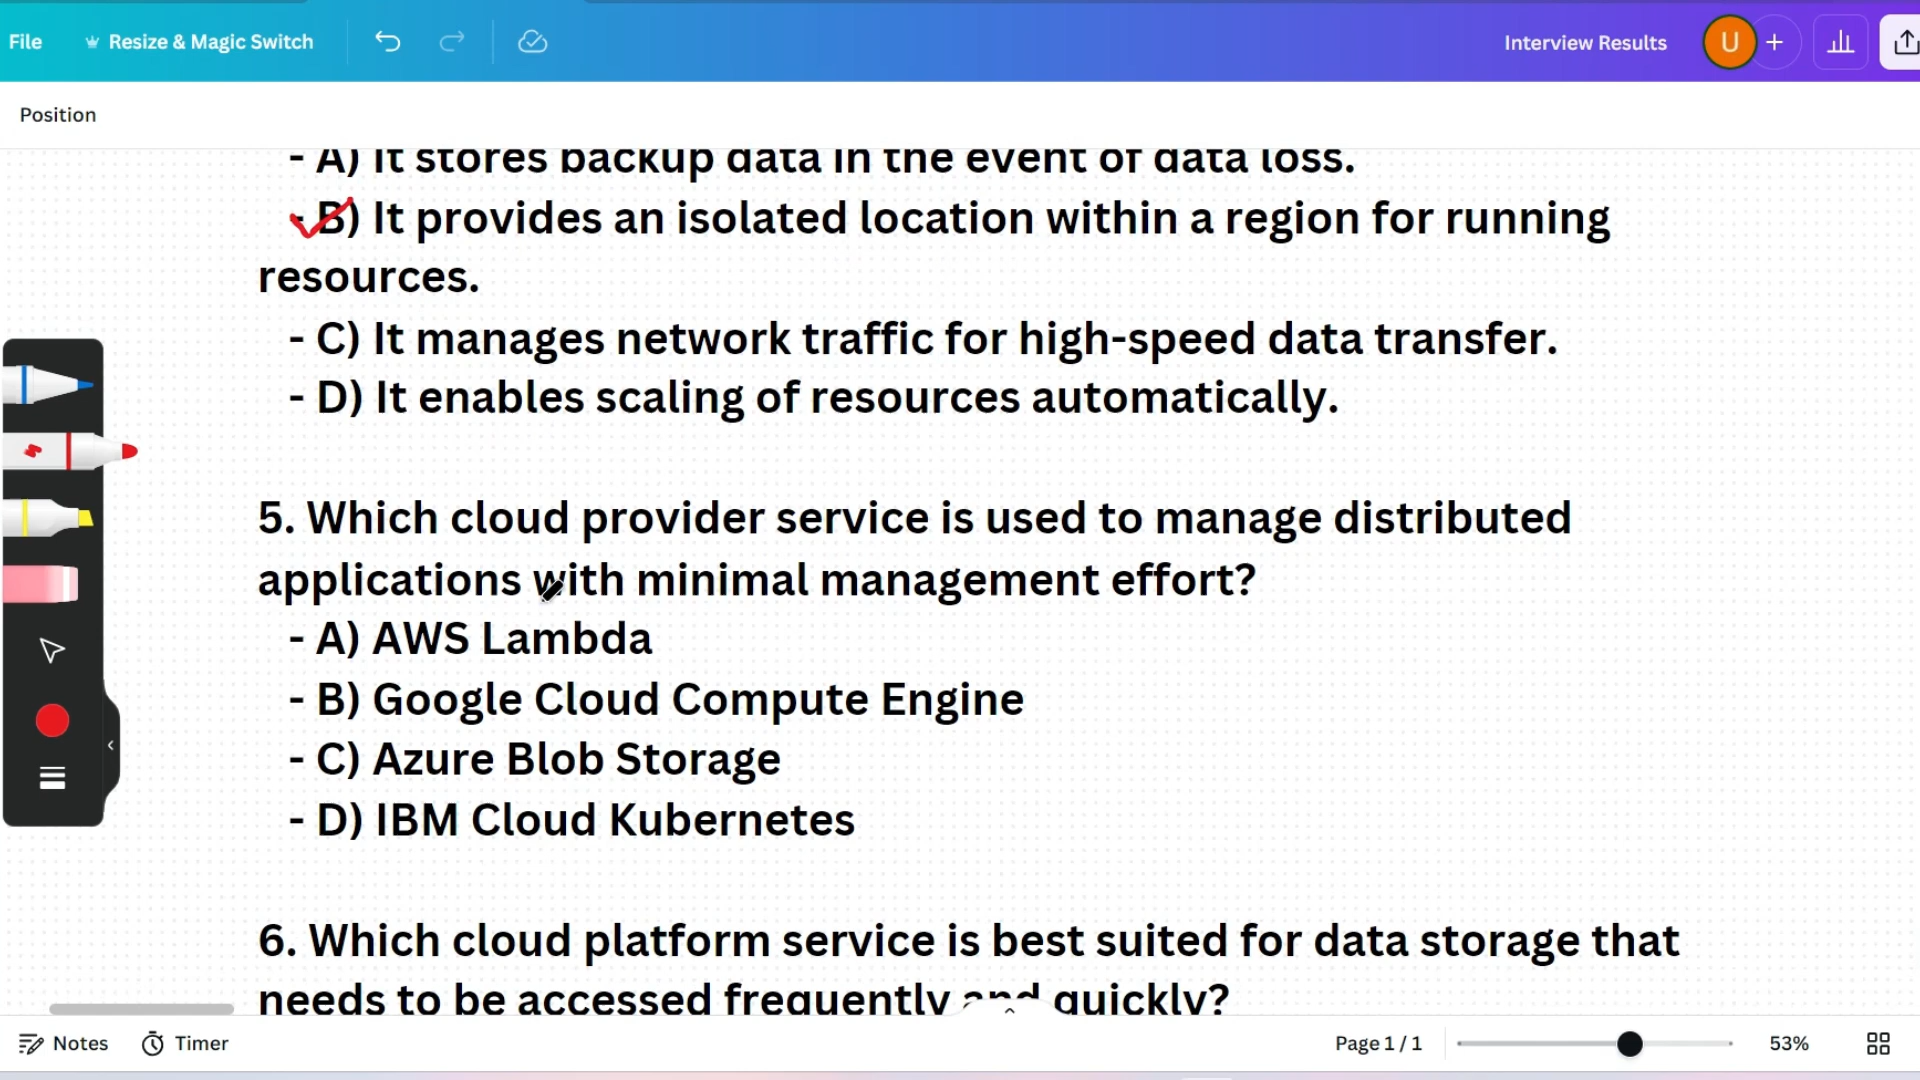 File Resize & Magic Switch Interview Results U +
Position
- A) It stores backup data in the event of data loss.
- B) It provides an isolated location within a region for running
resources.
- C) It manages network traffic for high-speed data transfer.
- D) It enables scaling of resources automatically.
5. Which cloud provider service is used to manage distributed
applications with minimal management effort?
- A) AWS Lambda
- B) Google Cloud Compute Engine
- C) Azure Blob Storage
- D) IBM Cloud Kubernetes
6. Which cloud platform service is best suited for data storage that
needs to be accessed frequently and quickly?
Notes Timer Page 1 / 1 53%